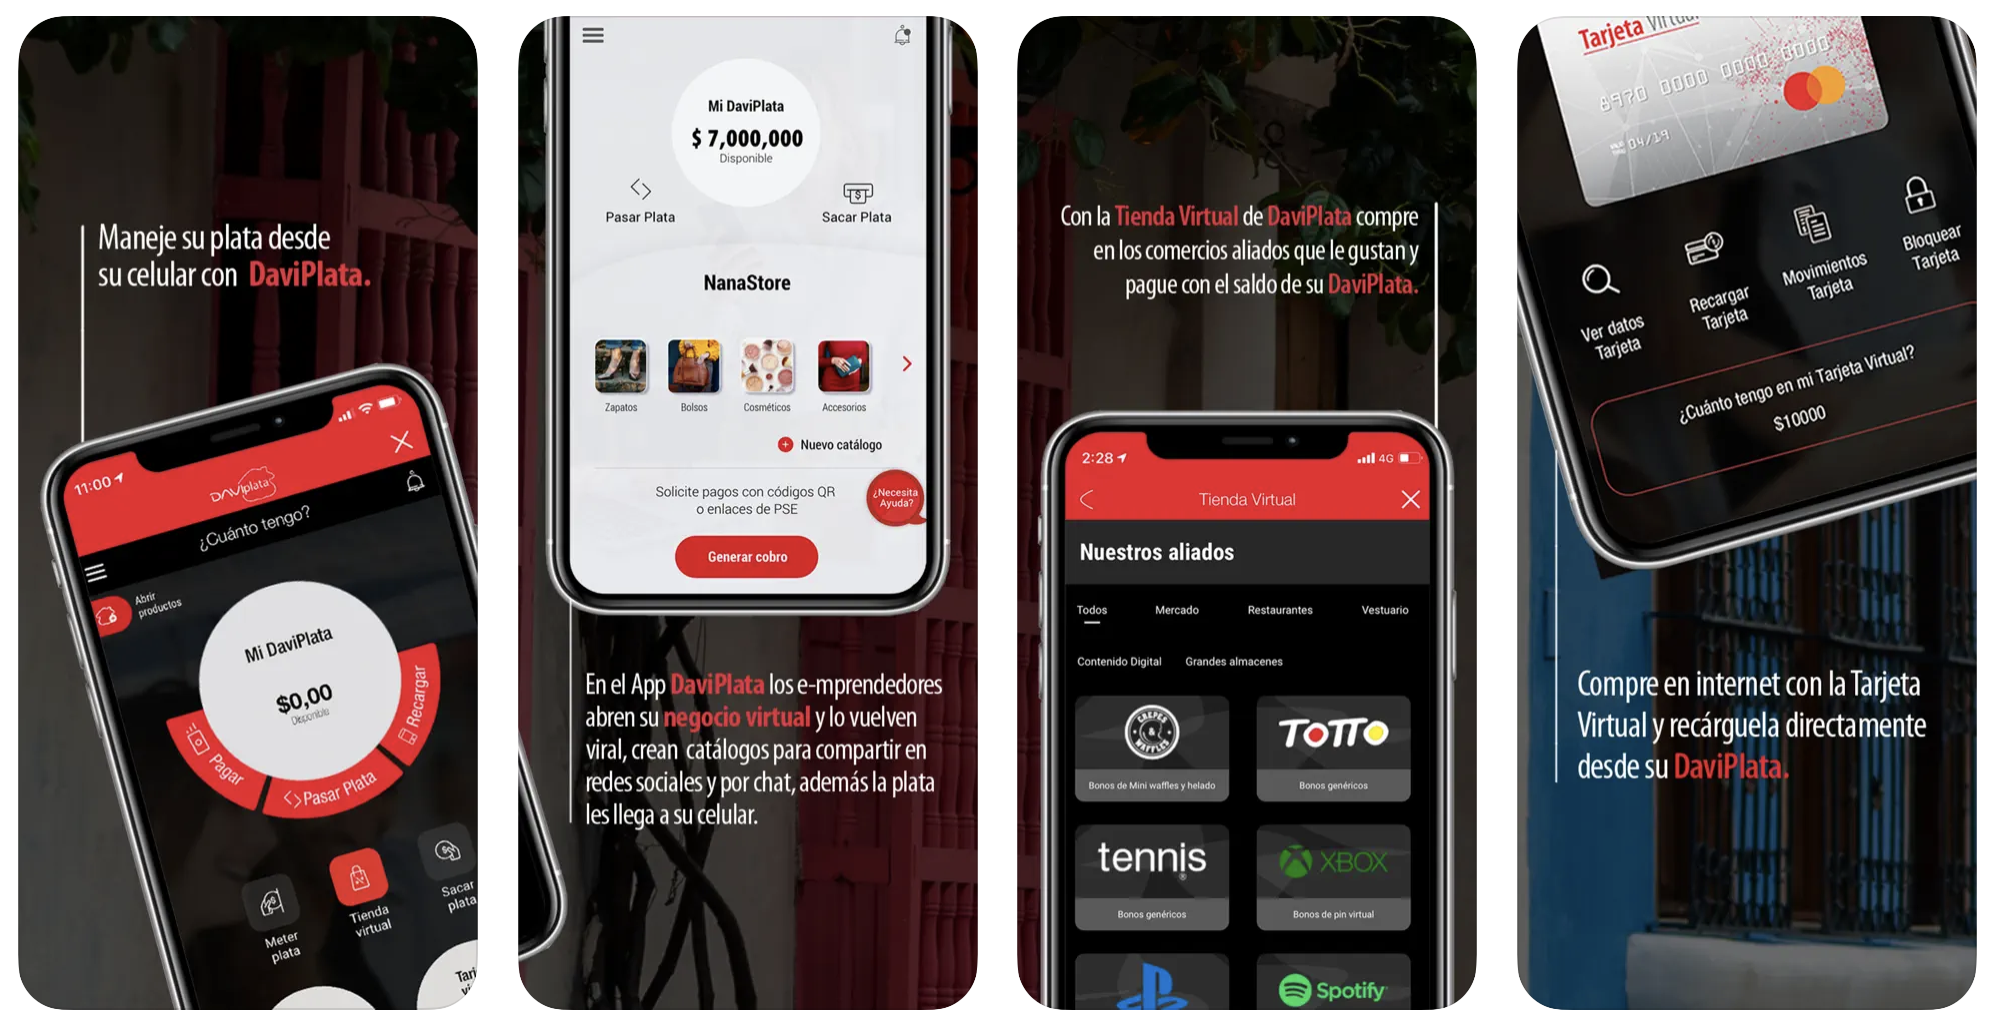 Maneje su plata desde
su celular con DaviPlata.
11:00
DAViplata
¿Cuánto tengo?
Abrir
productos
Mi DaviPlata
$0,00
Disponible
Pagar
Pasar Plata
Recargar
Meter
plata
Tienda
virtual
Sacar
plata
Mi DaviPlata
$ 7,000,000
Disponible
Pasar Plata
Sacar Plata
NanaStore
Zapatos
Bolsos
Cosméticos
Accesorios
Nuevo catálogo
Solicite pagos con códigos QR
o enlaces de PSE
¿Necesita
Ayuda?
Generar cobro
En el App DaviPlata los e-mprendedores
abren su negocio virtual y lo vuelven
viral, crean catálogos para compartir en
redes sociales y por chat, además la plata
les llega a su celular.
Con la Tienda Virtual de DaviPlata compre
en los comercios aliados que le gustan y
pague con el saldo de su DaviPlata.
2:28
4G
Tienda Virtual
Nuestros aliados
Todos
Mercado
Restaurantes
Vestuario
Contenido Digital
Grandes almacenes
CREPES
&
WAFFLES
Bonos de Mini waffles y helado
TOTTO
Bonos genéricos
tennis
Bonos genéricos
XBOX
Bonos de pin virtual
Spotify
Tarjeta Virtual
8970 0000 0000 0000
04/19
Ver datos
Tarjeta
Recargar
Tarjeta
Movimientos
Tarjeta
Bloquear
Tarjeta
¿Cuánto tengo en mi Tarjeta Virtual?
$10000
Compre en internet con la Tarjeta
Virtual y recárguela directamente
desde su DaviPlata.